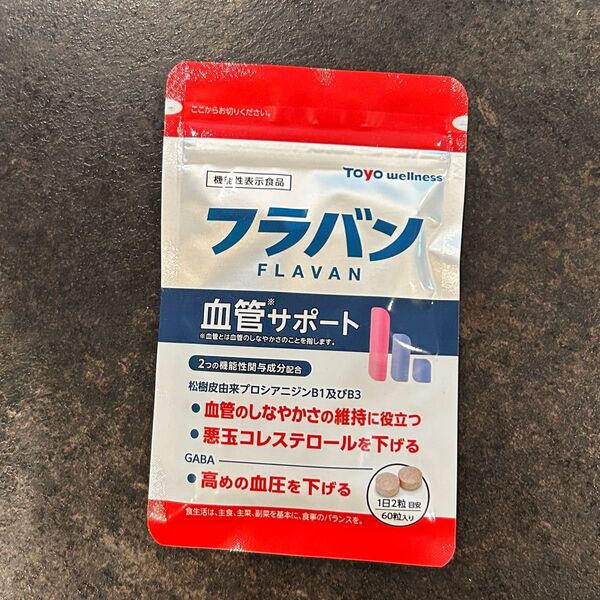 ここからお切りください。
機能性表示食品
Toyo wellness
フラバン
FLAVAN
血管※サポート
※血管とは血管のしなやかさのことを指します。
2つの機能性関与成分配合
松樹皮由来プロシアニジンB1及びB3
・血管のしなやかさの維持に役立つ
・悪玉コレステロールを下げる
GABA
・高めの血圧を下げる
1日2粒 目安
60粒入り
食生活は、主食、主菜、副菜を基本に、食事のバランスを。